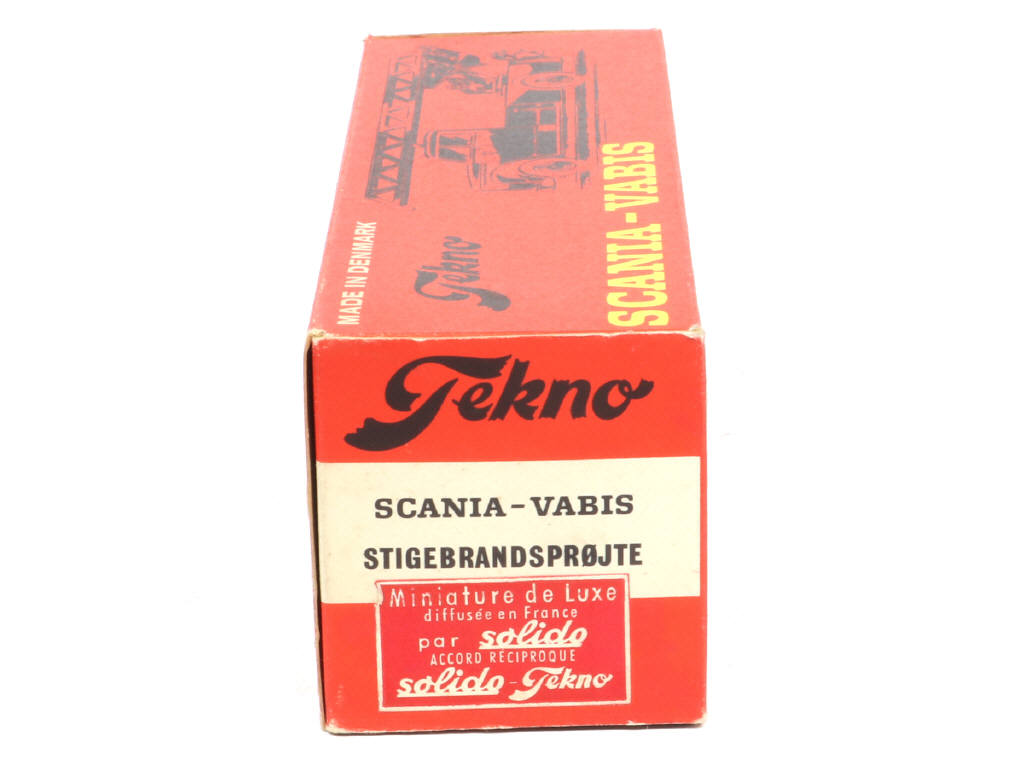 MADE IN DENMARK
Tekno
SCANIA-VABIS
Tekno
SCANIA-VABIS
STIGEBRANDSPRØJTE
Miniature de Luxe
diffusée en France
par solido
ACCORD RÉCIPROQUE
solido-Tekno